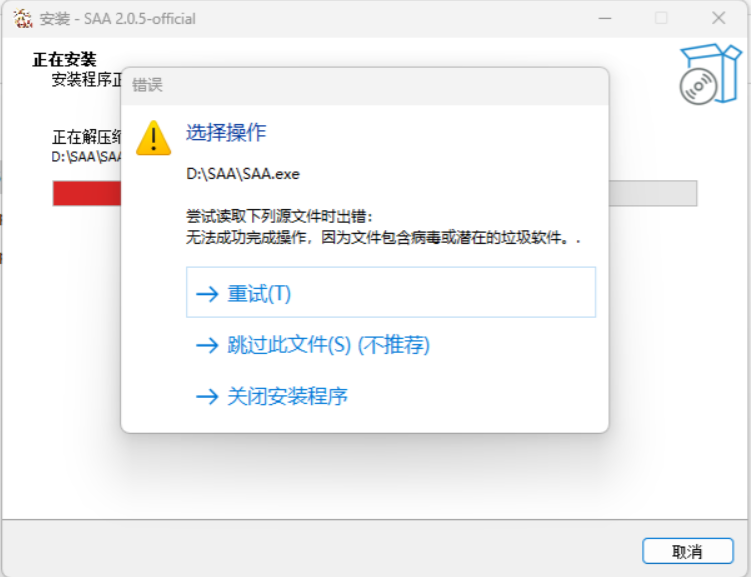 安装 - SAA 2.0.5-official
正在安装
安装程序正
正在解压缩
D:\SAA\SAA
错误
选择操作
D:\SAA\SAA.exe
尝试读取下列源文件时出错:
无法成功完成操作，因为文件包含病毒或潜在的垃圾软件。.
→ 重试(T)
→ 跳过此文件(S) (不推荐)
→ 关闭安装程序
取消